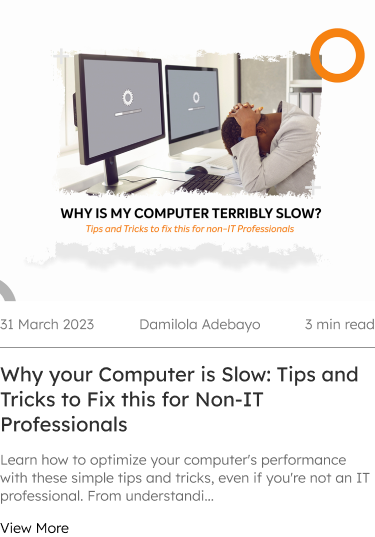 WHY IS MY COMPUTER TERRIBLY SLOW?
Tips and Tricks to fix this for non-IT Professionals
31 March 2023 Damilola Adebayo 3 min read
Why your Computer is Slow: Tips and
Tricks to Fix this for Non-IT
Professionals
Learn how to optimize your computer's performance
with these simple tips and tricks, even if you're not an IT
professional. From understandi...
View More